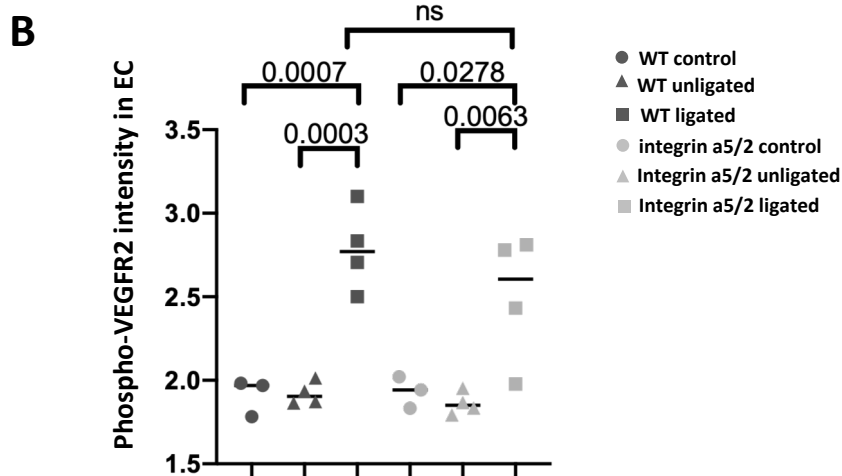 B
ns
0.0007
0.0278
0.0003
0.0063
Phospho-VEGFR2 intensity in EC
3.5
3.0
2.5
2.0
1.5
WT control
WT unligated
WT ligated
integrin a5/2 control
Integrin a5/2 unligated
Integrin a5/2 ligated